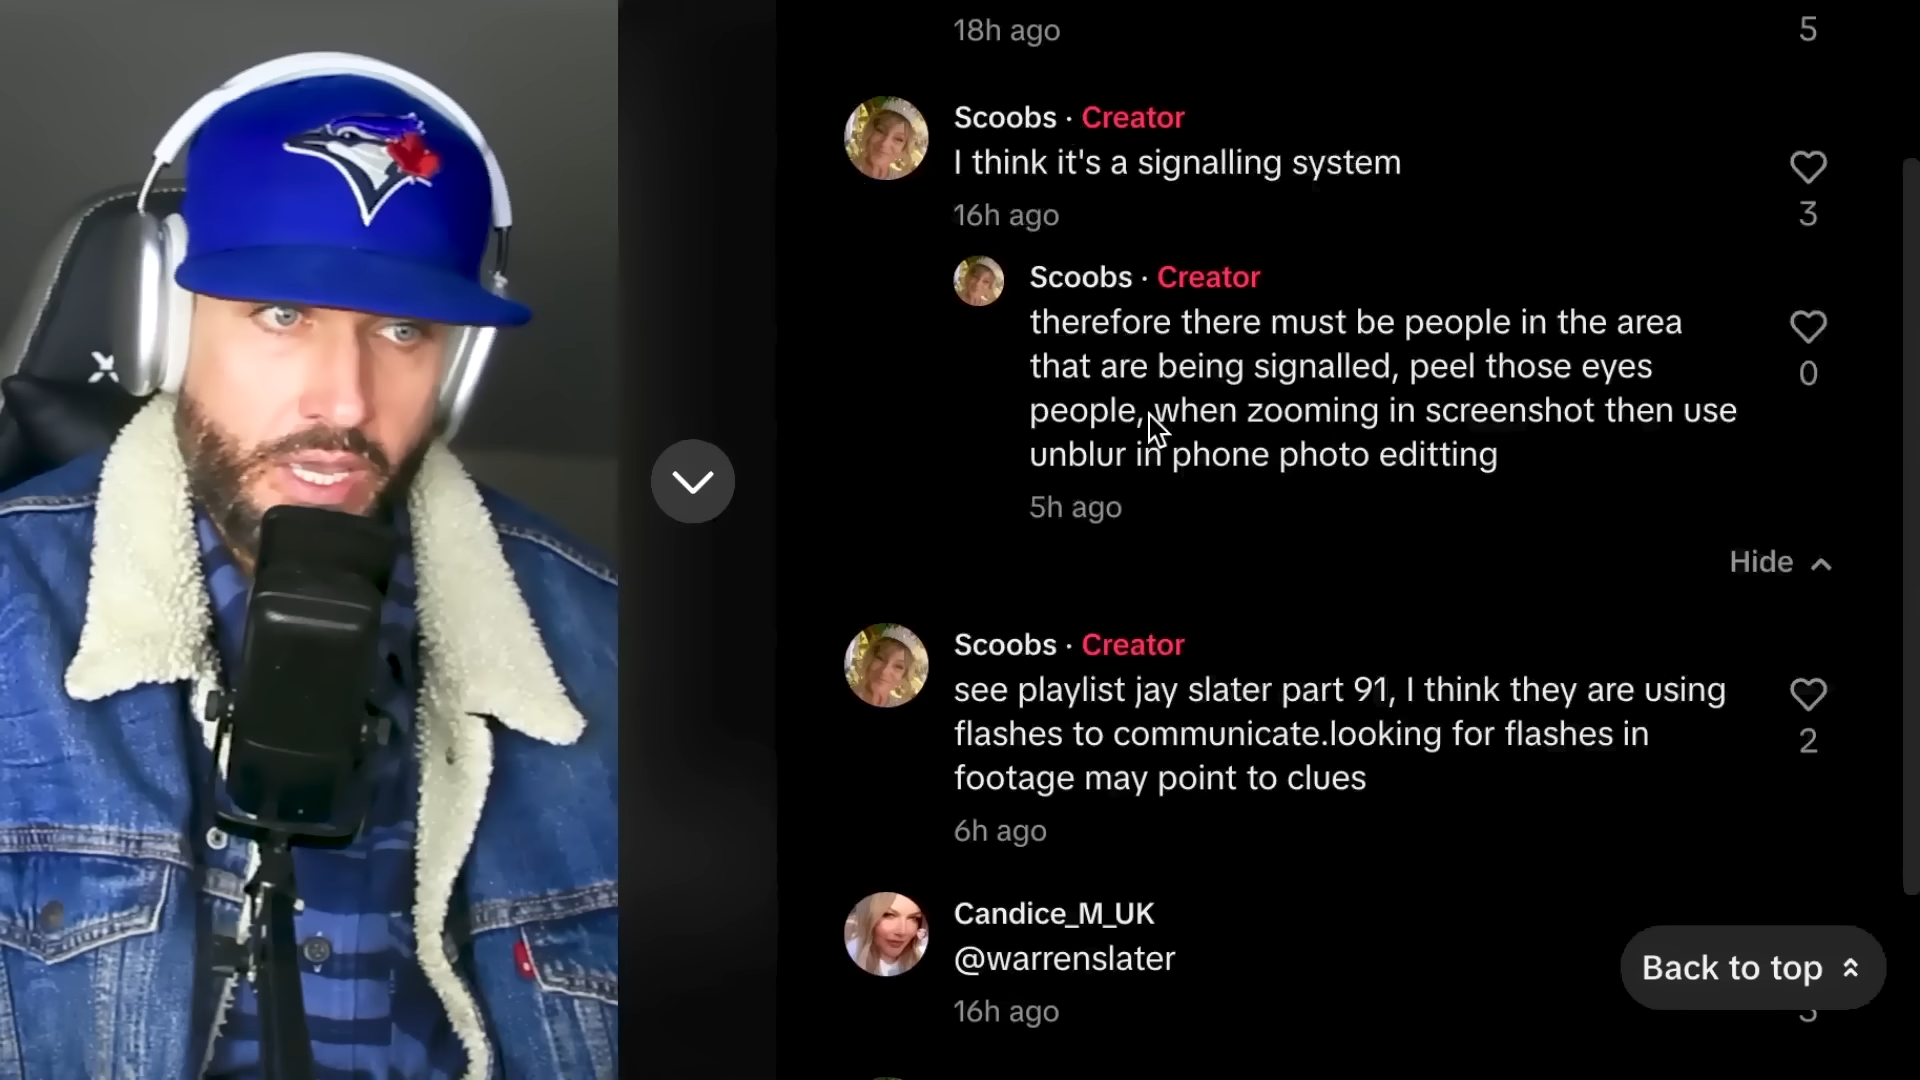 18h ago
5
Scoobs · Creator
I think it's a signalling system
16h ago
3
Scoobs · Creator
therefore there must be people in the area
that are being signalled, peel those eyes
people, when zooming in screenshot then use
unblur in phone photo editting
5h ago
0
Hide
Scoobs · Creator
see playlist jay slater part 91, I think they are using
flashes to communicate.looking for flashes in
footage may point to clues
6h ago
2
Candice_M_UK
@warrenslater
16h ago
Back to top